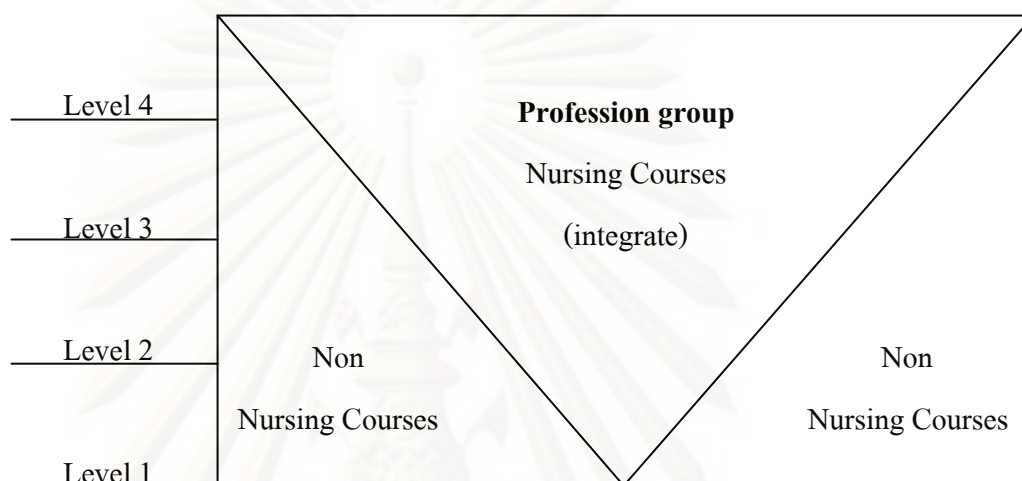 Level 4
Profession group
Nursing Courses
Level 3
(integrate)
Level 2
Non
Non
Nursing Courses
Nursing Courses
Level 1